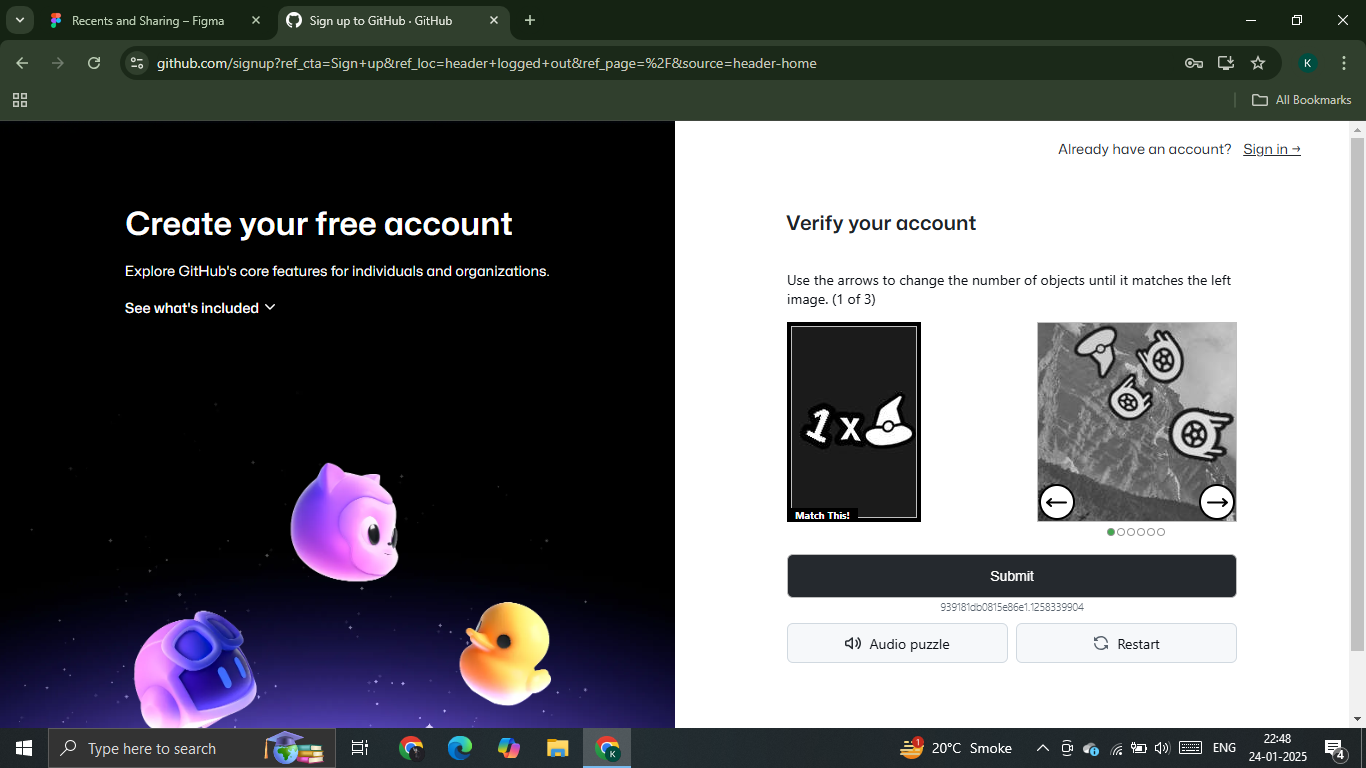 Recents and Sharing – Figma
Sign up to GitHub · GitHub
github.com/signup?ref_cta=Sign+up&ref_loc=header+logged+out&ref_page=%2F&source=header-home
K
All Bookmarks
Already have an account? Sign in →
Create your free account
Explore GitHub's core features for individuals and organizations.
See what's included
Verify your account
Use the arrows to change the number of objects until it matches the left
image. (1 of 3)
1x
Match This!
Submit
939181db0815e86e1.1258339904
Audio puzzle
Restart
Type here to search
K
1
20°C Smoke
ENG
22:48
24-01-2025
4